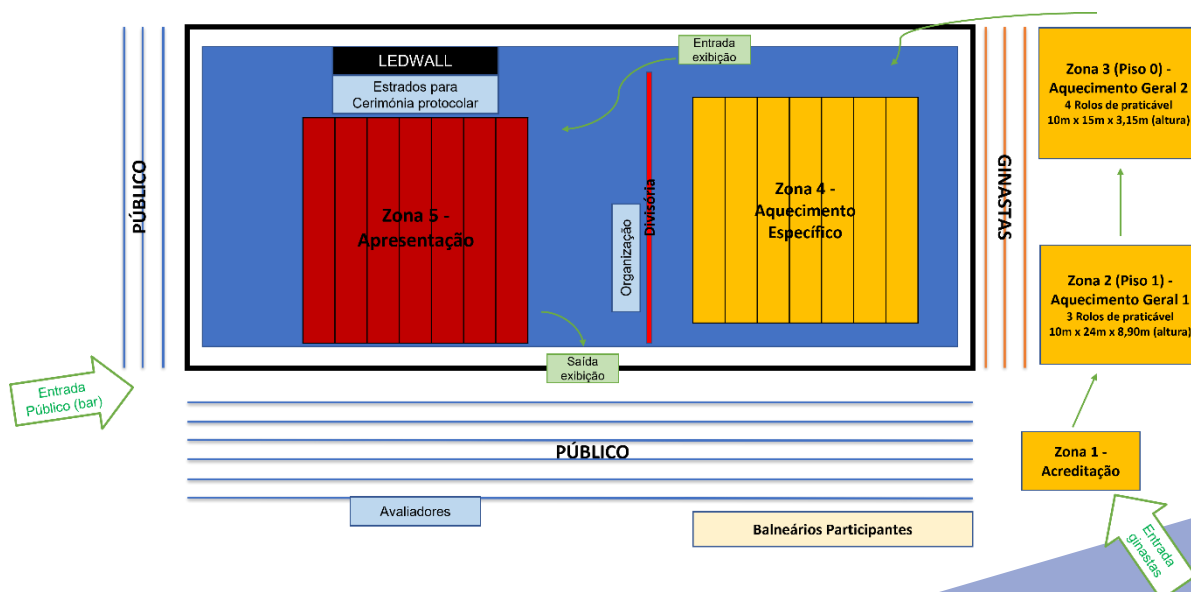 LEDWALL
Estrados para
Cerimónia protocolar
Entrada
exibição
Zona 3 (Piso 0) -
Aquecimento Geral 2
4 Rolos de praticável
10m x 15m x 3,15m (altura)
PÚBLICO
Zona 5 -
Apresentação
Organização
Divisória
Zona 4 -
Aquecimento
Específico
GINASTAS
Zona 2 (Piso 1) -
Aquecimento Geral 1
3 Rolos de praticável
10m x 24m x 8,90m (altura)
Saída
exibição
Entrada
Público (bar)
PÚBLICO
Zona 1 -
Acreditação
Avaliadores
Balneários Participantes
Entrada
ginastas